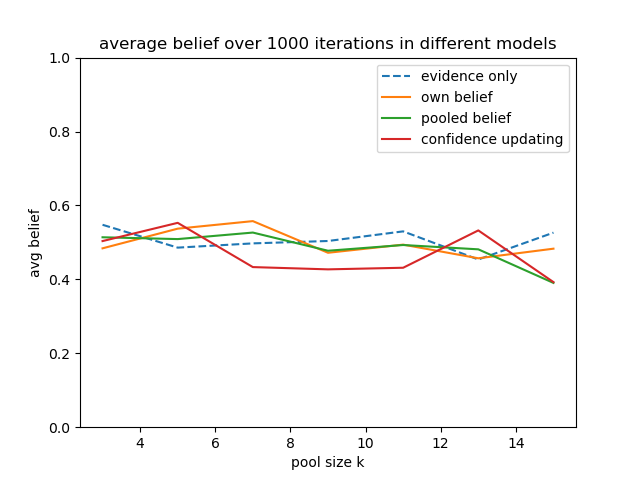 average belief over 1000 iterations in different models
evidence only
own belief
pooled belief
confidence updating
avg belief
1.0
0.8
0.6
0.4
0.2
0.0
4 6 8 10 12 14
pool size k